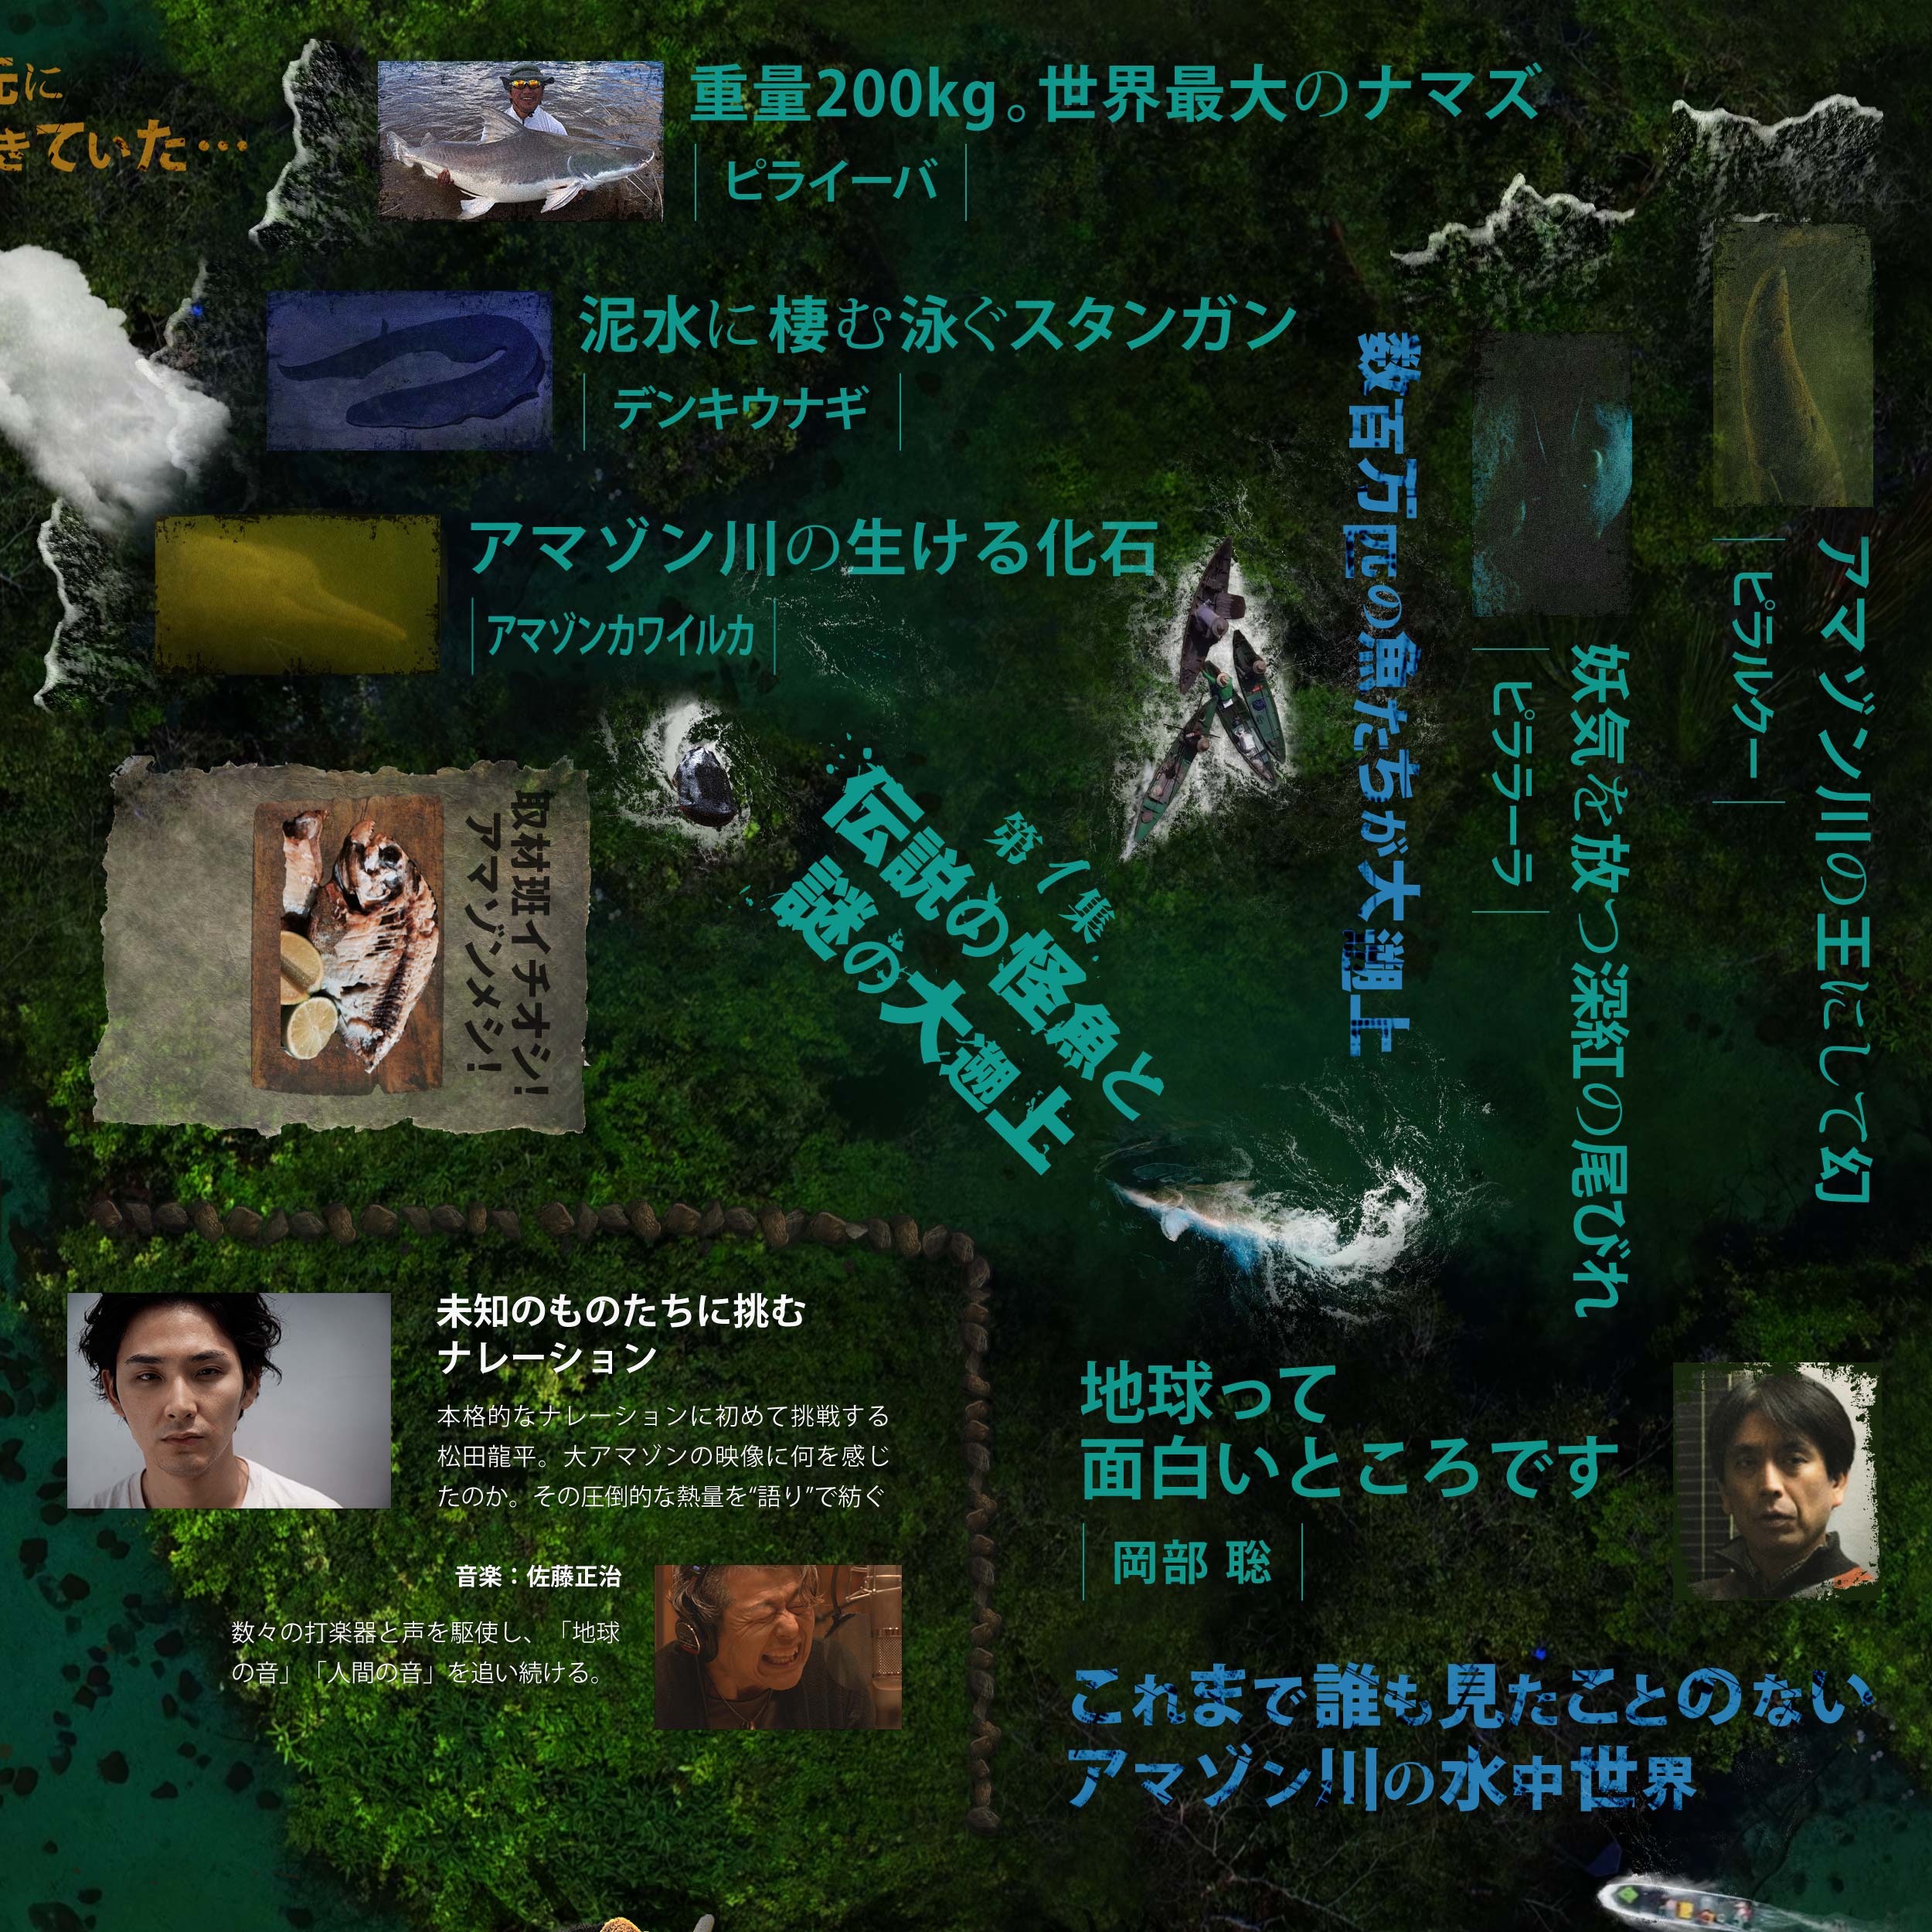 元に
きていた…
重量200kg。世界最大のナマズ
ピライーバ
泥水に棲む泳ぐスタンガン
デンキウナギ
アマゾン川の生ける化石
アマゾンカワイルカ
アマゾン川の王にして幻
ピラルクー
妖気を放つ深紅の尾びれ
ピララーラ
数百万匹の魚たちが大遡上
第1集
伝説の怪魚と
謎の大遡上
取材班イチオシ!
アマゾンメシ!
未知のものたちに挑む
ナレーション
本格的なナレーションに初めて挑戦する
松田龍平。大アマゾンの映像に何を感じ
たのか。その圧倒的な熱量を“語り”で紡ぐ
音楽：佐藤正治
数々の打楽器と声を駆使し、「地球
の音」「人間の音」を追い続ける。
地球って
面白いところです
岡部 聡
これまで誰も見たことのない
アマゾン川の水中世界